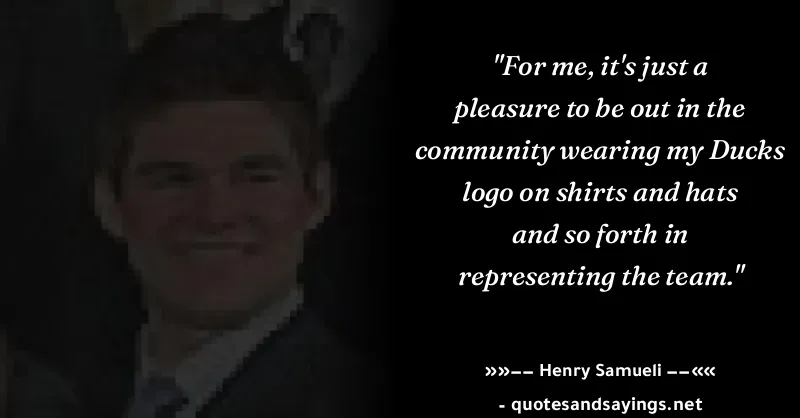 "For me, it's just a
pleasure to be out in the
community wearing my Ducks
logo on shirts and hats
and so forth in
representing the team."
»»–– Henry Samueli ––««
- quotesandsayings.net